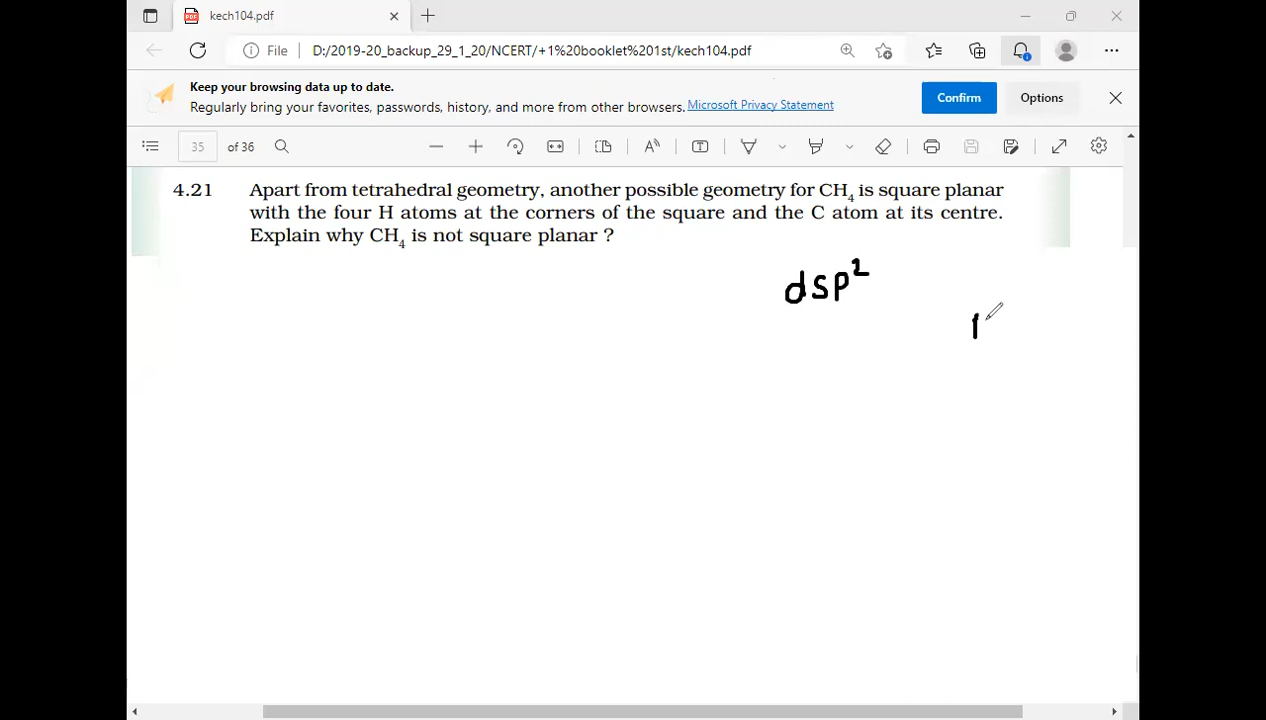 kech104.pdf
File D:/2019-20_backup_29_1_20/NCERT/+1%20booklet%201st/kech104.pdf
Keep your browsing data up to date.
Regularly bring your favorites, passwords, history, and more from other browsers. Microsoft Privacy Statement Confirm Options
35 of 36
4.21 Apart from tetrahedral geometry, another possible geometry for CH4 is square planar
with the four H atoms at the corners of the square and the C atom at its centre.
Explain why CH4 is not square planar ?
dsp²